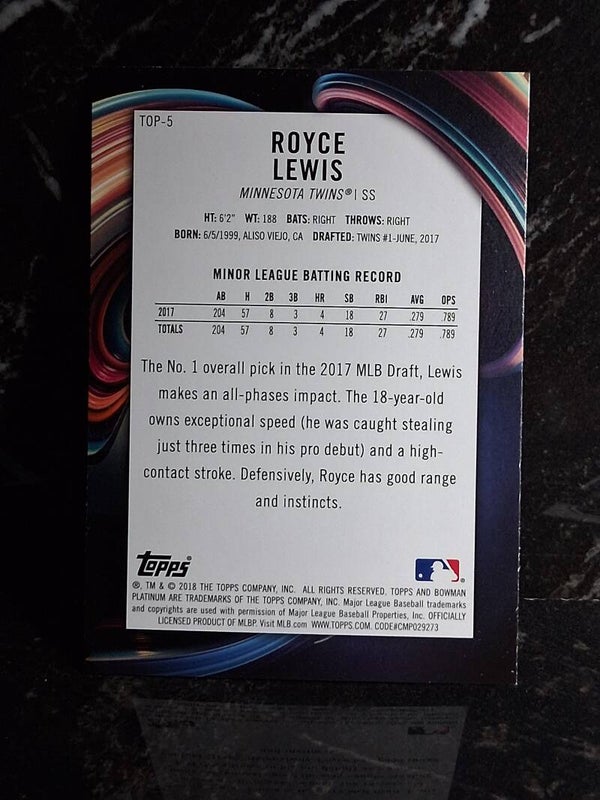 TOP-5
ROYCE
LEWIS
MINNESOTA TWINS® | SS
HT: 6'2" WT: 188 BATS: RIGHT THROWS: RIGHT
BORN: 6/5/1999, ALISO VIEJO, CA DRAFTED: TWINS #1-JUNE, 2017
MINOR LEAGUE BATTING RECORD
AB H 2B 3B HR SB RBI AVG OPS
2017 204 57 8 3 4 18 27 .279 .789
TOTALS 204 57 8 3 4 18 27 .279 .789
The No. 1 overall pick in the 2017 MLB Draft, Lewis
makes an all-phases impact. The 18-year-old
owns exceptional speed (he was caught stealing
just three times in his pro debut) and a high-
contact stroke. Defensively, Royce has good range
and instincts.
Topps®
®, TM & © 2018 THE TOPPS COMPANY, INC. ALL RIGHTS RESERVED. TOPPS AND BOWMAN
PLATINUM ARE TRADEMARKS OF THE TOPPS COMPANY, INC. Major League Baseball trademarks
and copyrights are used with permission of Major League Baseball Properties, Inc. OFFICIALLY
LICENSED PRODUCT OF MLBP. Visit MLB.com WWW.TOPPS.COM. CODE#CMP029273